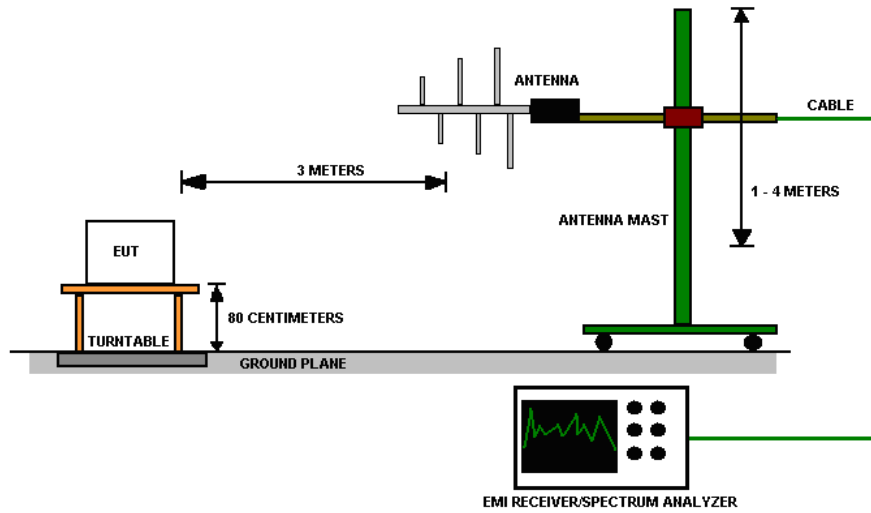 ANTENNA
CABLE
3 METERS
1 - 4 METERS
ANTENNA MAST
EUT
80 CENTIMETERS
TURNTABLE
GROUND PLANE
EMI RECEIVER/SPECTRUM ANALYZER